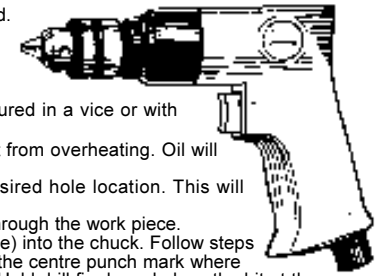 d.
ured in a vice or with
from overheating. Oil will
sired hole location. This will
hrough the work piece.
e) into the chuck. Follow steps
the centre punch mark where